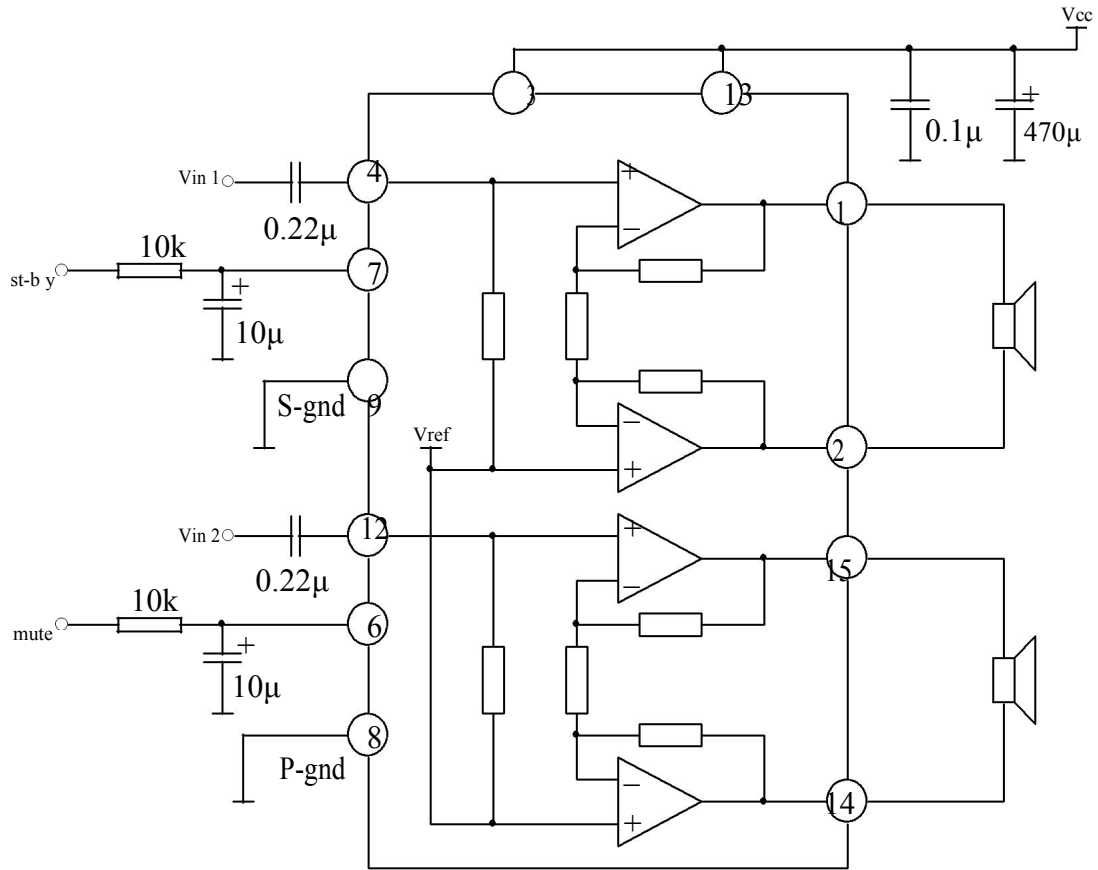 Vcc
3
13
0.1μ
+
470μ
Vin 1
4
0.22μ
+
−
1
10k
st-b y
7
+
10μ
S-gnd
9
Vref
−
+
2
Vin 2
12
0.22μ
+
−
15
10k
mute
6
+
10μ
8
P-gnd
−
+
14